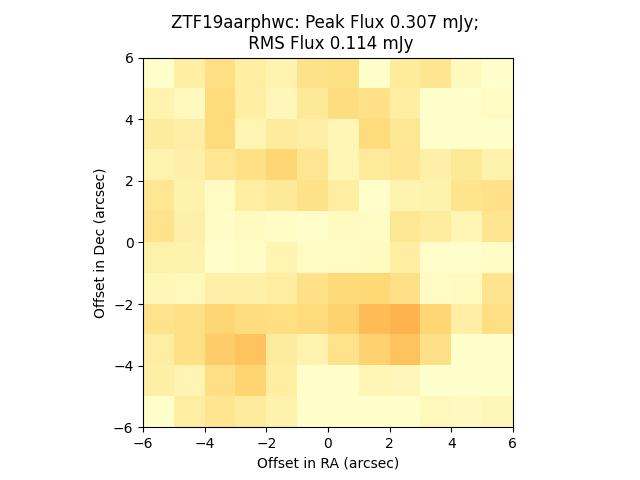 ZTF19aarphwc: Peak Flux 0.307 mJy;
RMS Flux 0.114 mJy
6
4
2
0
−2
−4
−6
Offset in Dec (arcsec)
−6 −4 −2 0 2 4 6
Offset in RA (arcsec)